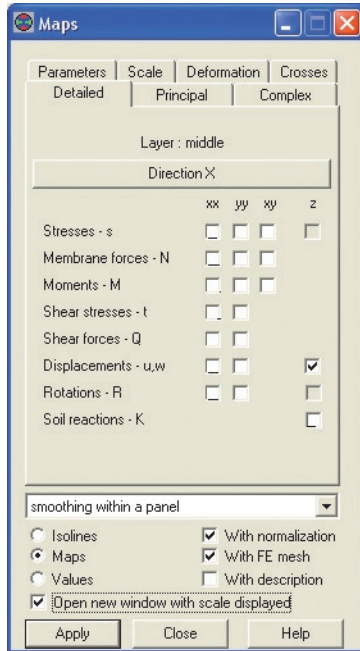 Maps
Parameters Scale Deformation Crosses
Detailed Principal Complex
Layer : middle
Direction X
xx yy xy z
Stresses - s
Membrane forces - N
Moments - M
Shear stresses - t
Shear forces - Q
Displacements - u,w
Rotations - R
Soil reactions - K
smoothing within a panel
Isolines With normalization
Maps With FE mesh
Values With description
Open new window with scale displayed
Apply Close Help